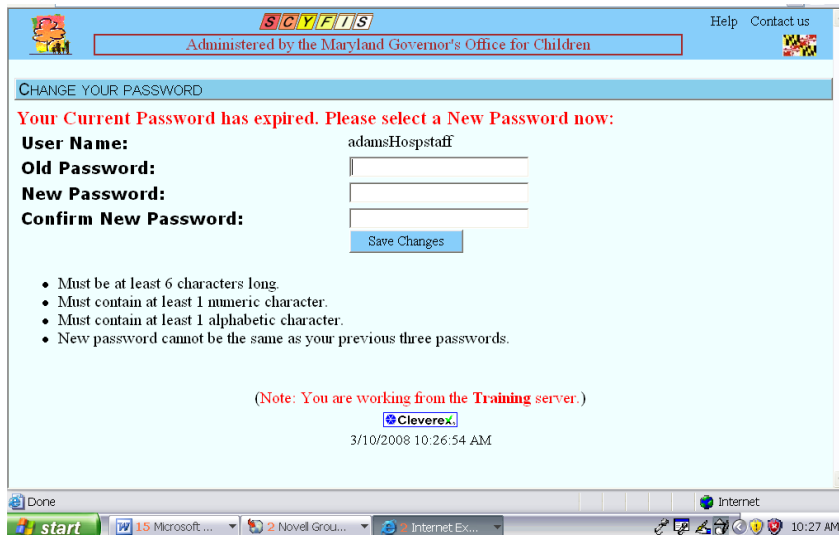 SCYFIS
Help Contact us
Administered by the Maryland Governor's Office for Children
CHANGE YOUR PASSWORD
Your Current Password has expired. Please select a New Password now:
User Name: adamsHospstaff
Old Password:
New Password:
Confirm New Password:
Save Changes
Must be at least 6 characters long.
Must contain at least 1 numeric character.
Must contain at least 1 alphabetic character.
New password cannot be the same as your previous three passwords.
(Note: You are working from the Training server.)
Cleverex.
3/10/2008 10:26:54 AM
Done Internet
start 15 Microsoft ... 2 Novell Grou... 2 Internet Ex... 10:27 AM